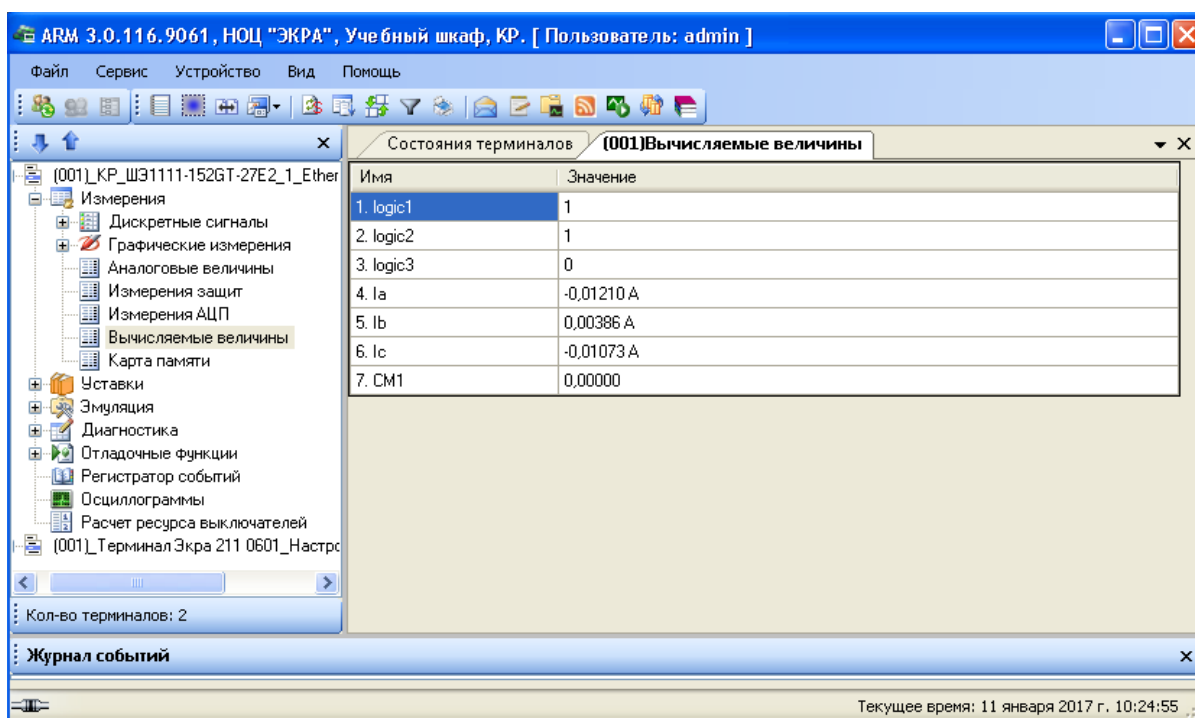 ARM 3.0.116.9061, НОЦ "ЭКРА", Учебный шкаф, КР. [ Пользователь: admin ]
Файл Сервис Устройство Вид Помощь
Состояния терминалов (001)Вычисляемые величины
(001)_КР_ШЭ1111-152GT-27E2_1_Ether
Измерения
Дискретные сигналы
Графические измерения
Аналоговые величины
Измерения защит
Измерения АЦП
Вычисляемые величины
Карта памяти
Уставки
Эмуляция
Диагностика
Отладочные функции
Регистратор событий
Осциллограммы
Расчет ресурса выключателей
(001)_Терминал Экра 211 0601_Настро
Кол-во терминалов: 2
Имя Значение
1. logic1 1
2. logic2 1
3. logic3 0
4. Ia -0,01210 A
5. Ib 0,00386 A
6. Ic -0,01073 A
7. CM1 0,00000
Журнал событий
Текущее время: 11 января 2017 г. 10:24:55